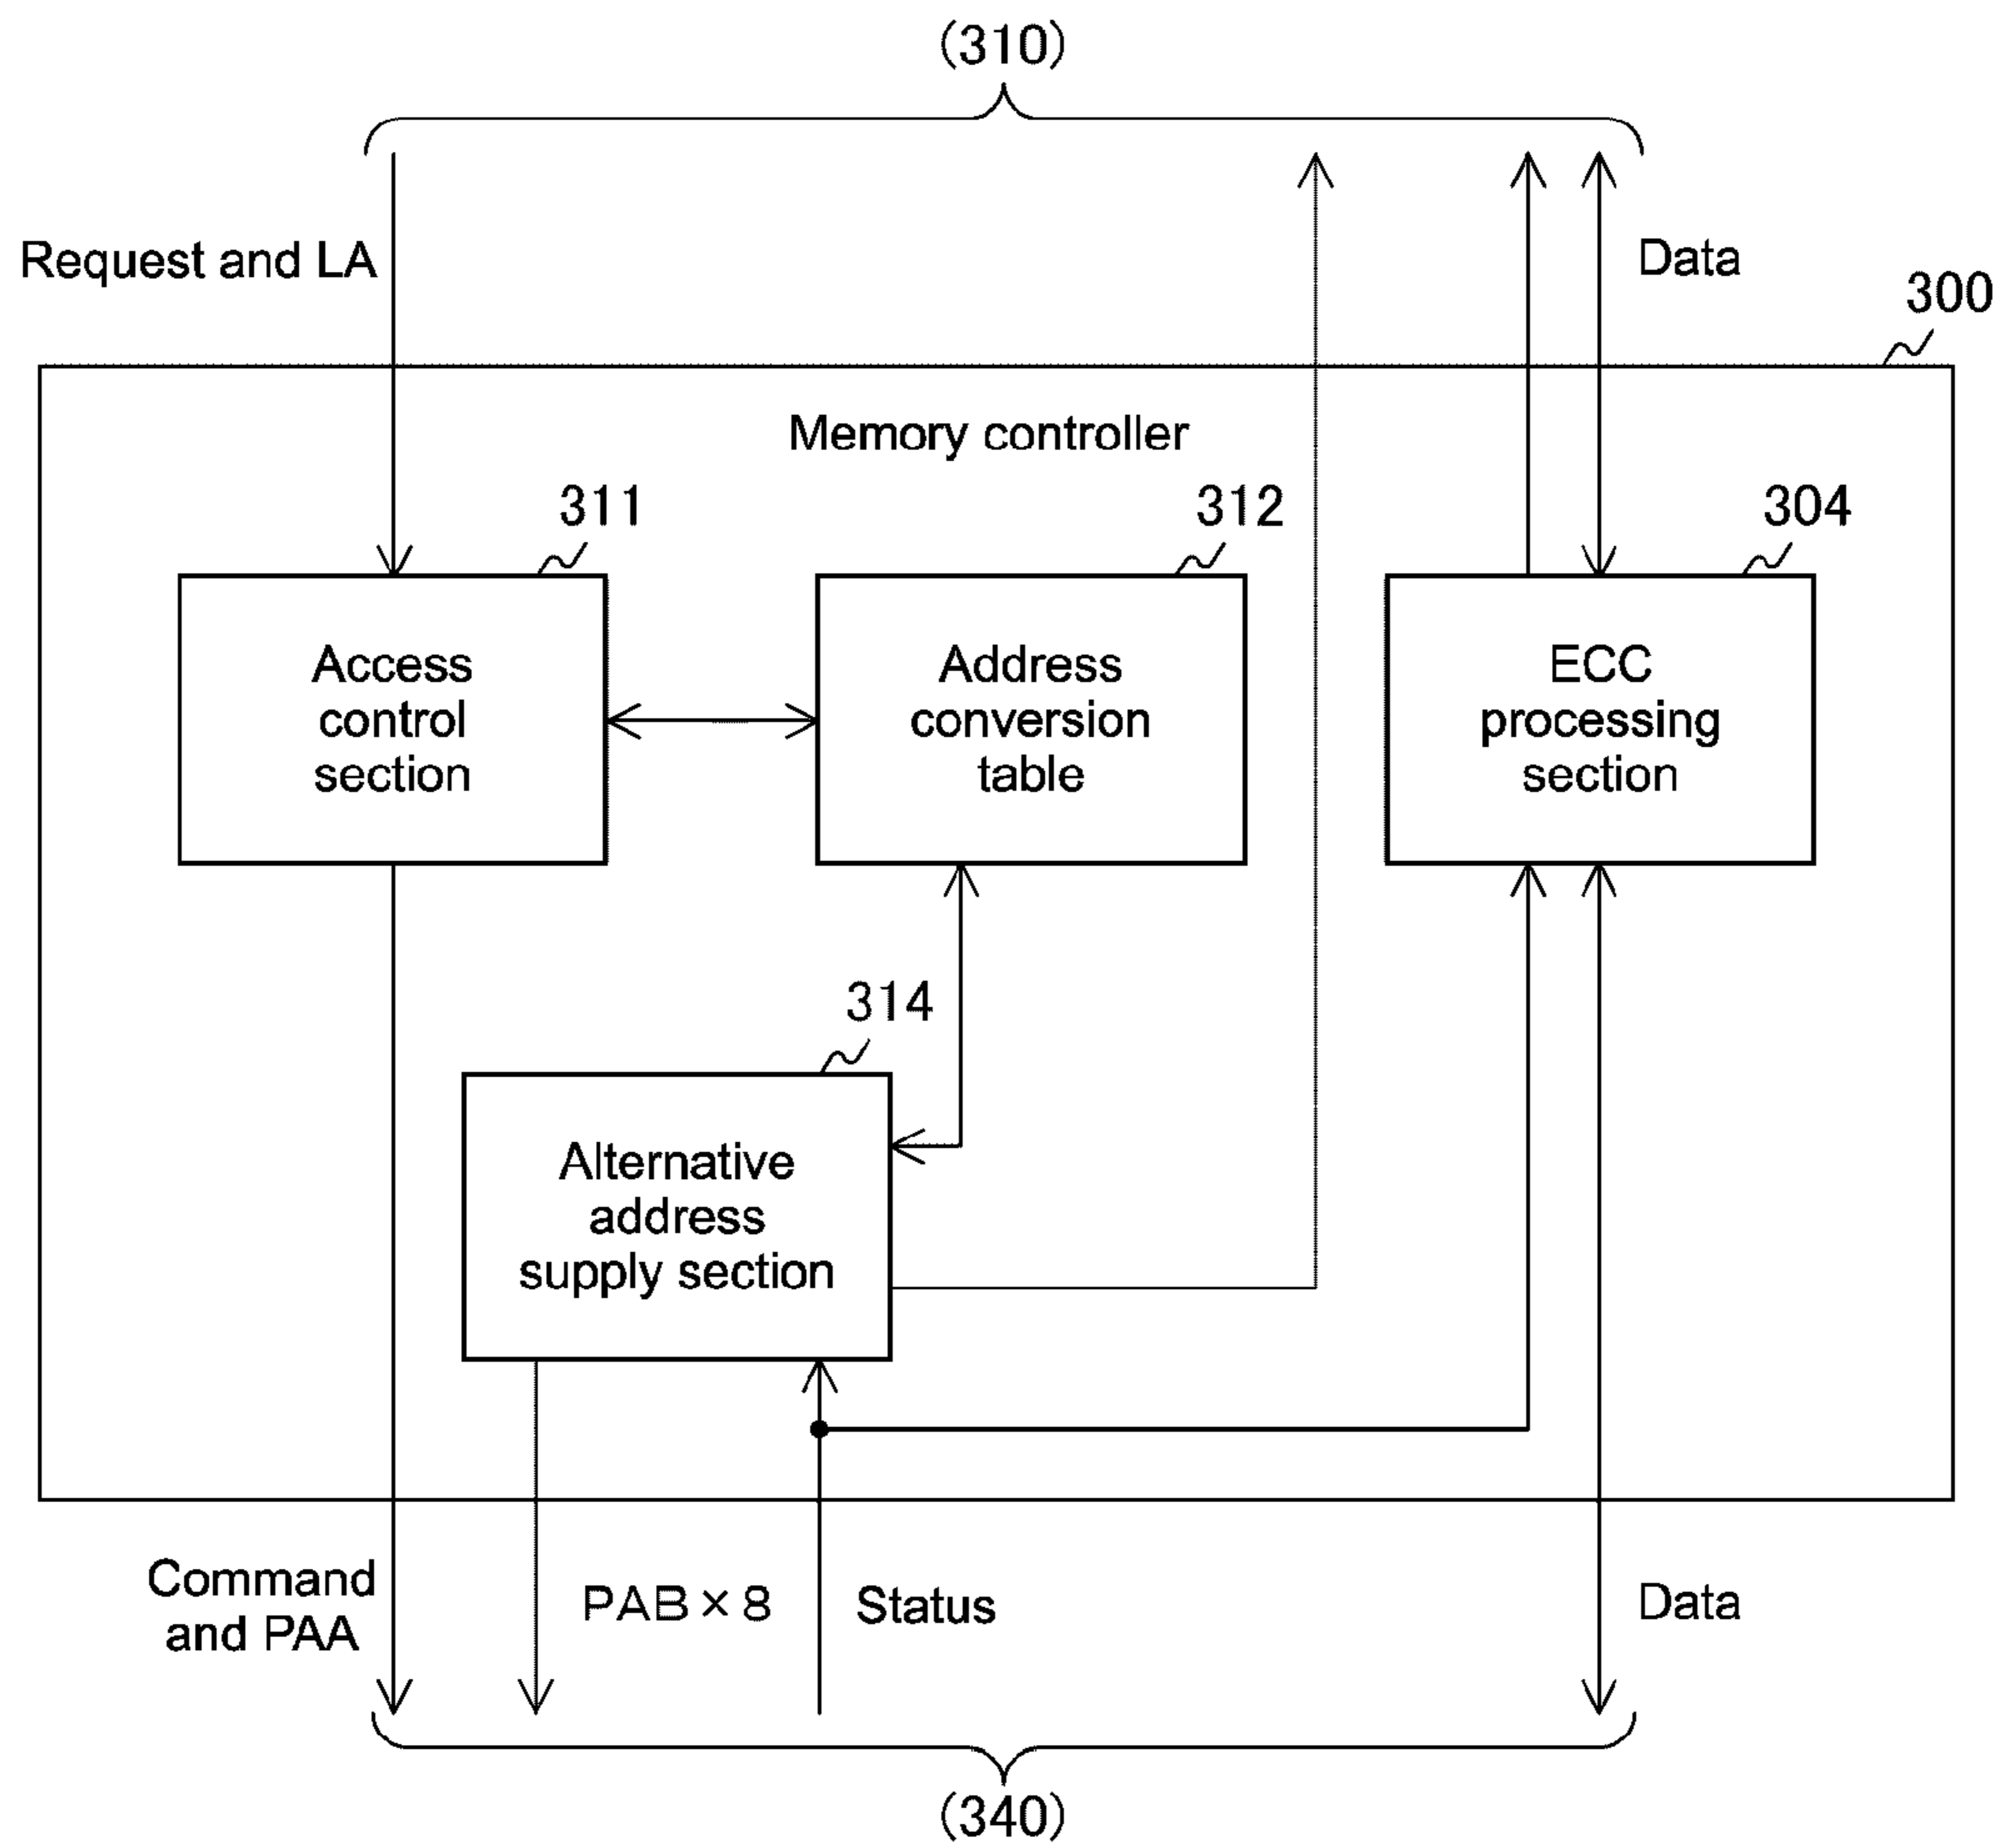 (310)
Request and LA
Data
300
Memory controller
311
312
304
Access
control
section
Address
conversion
table
ECC
processing
section
314
Alternative
address
supply section
Command
and PAA
PAB×8
Status
Data
(340)